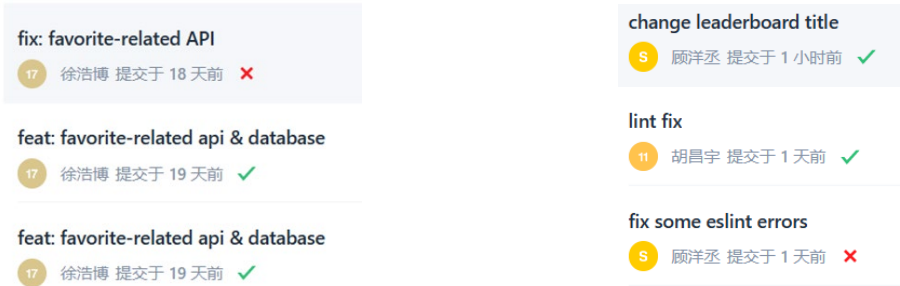 fix: favorite-related API
17 徐浩博 提交于 18 天前
feat: favorite-related api & database
17 徐浩博 提交于 19 天前
feat: favorite-related api & database
17 徐浩博 提交于 19 天前
change leaderboard title
S 顾洋丞 提交于 1 小时前
lint fix
11 胡昌宇 提交于 1 天前
fix some eslint errors
S 顾洋丞 提交于 1 天前